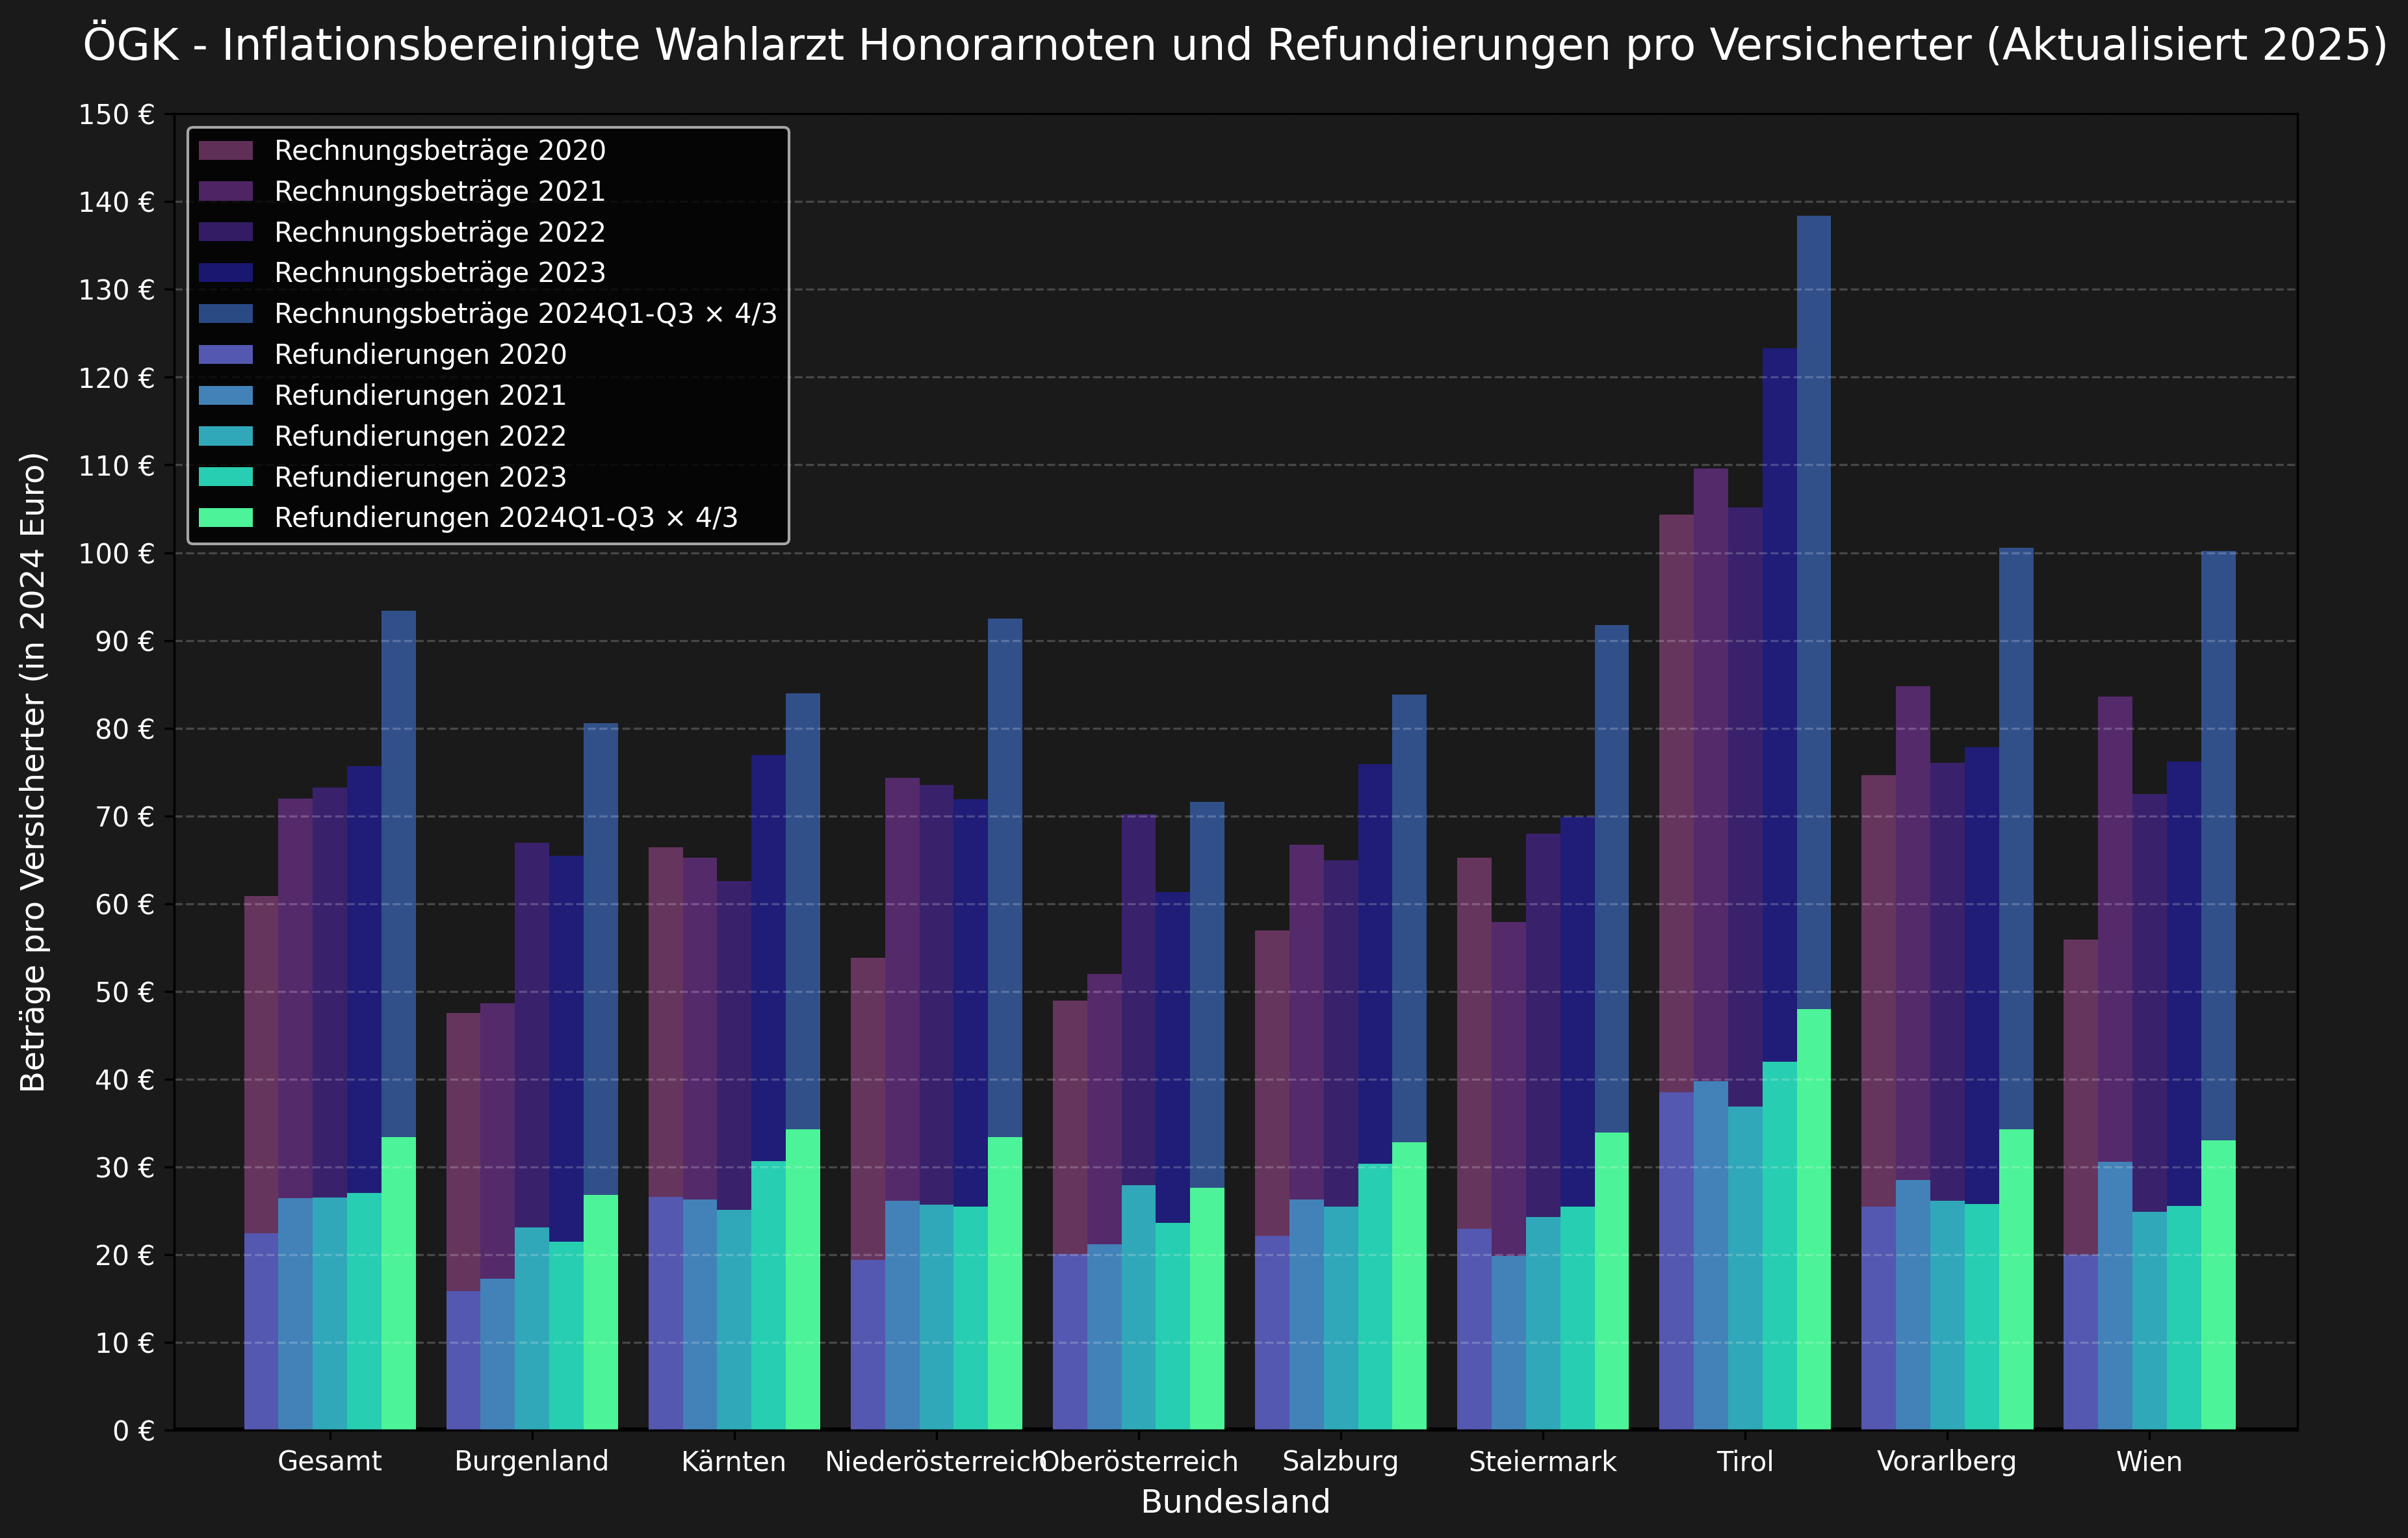 ÖGK - Inflationsbereinigte Wahlarzt Honorarnoten und Refundierungen pro Versicherter (Aktualisiert 2025)
150 €
140 €
130 €
120 €
110 €
100 €
90 €
80 €
70 €
60 €
50 €
40 €
30 €
20 €
10 €
0 €
Beträge pro Versicherter (in 2024 Euro)
Rechnungsbeträge 2020
Rechnungsbeträge 2021
Rechnungsbeträge 2022
Rechnungsbeträge 2023
Rechnungsbeträge 2024Q1-Q3 × 4/3
Refundierungen 2020
Refundierungen 2021
Refundierungen 2022
Refundierungen 2023
Refundierungen 2024Q1-Q3 × 4/3
Gesamt Burgenland Kärnten Niederösterreich Oberösterreich Salzburg Steiermark Tirol Vorarlberg Wien
Bundesland